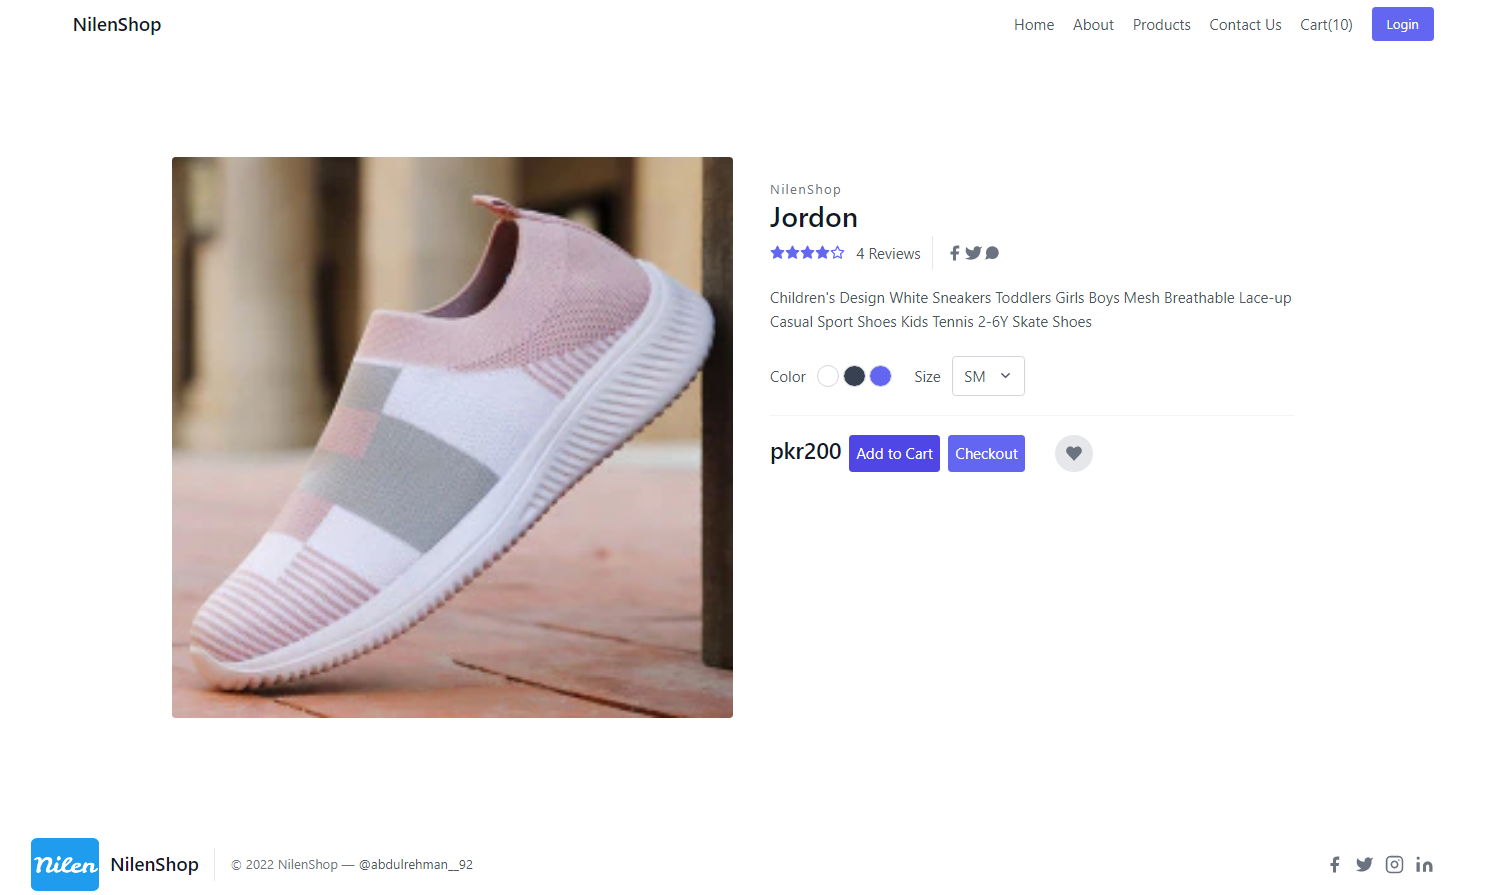 NilenShop
Home About Products Contact Us Cart(10) Login
NilenShop
Jordon
4 Reviews
Children's Design White Sneakers Toddlers Girls Boys Mesh Breathable Lace-up
Casual Sport Shoes Kids Tennis 2-6Y Skate Shoes
Color Size SM
pkr200 Add to Cart Checkout
Nilen NilenShop © 2022 NilenShop — @abdulrehman__92